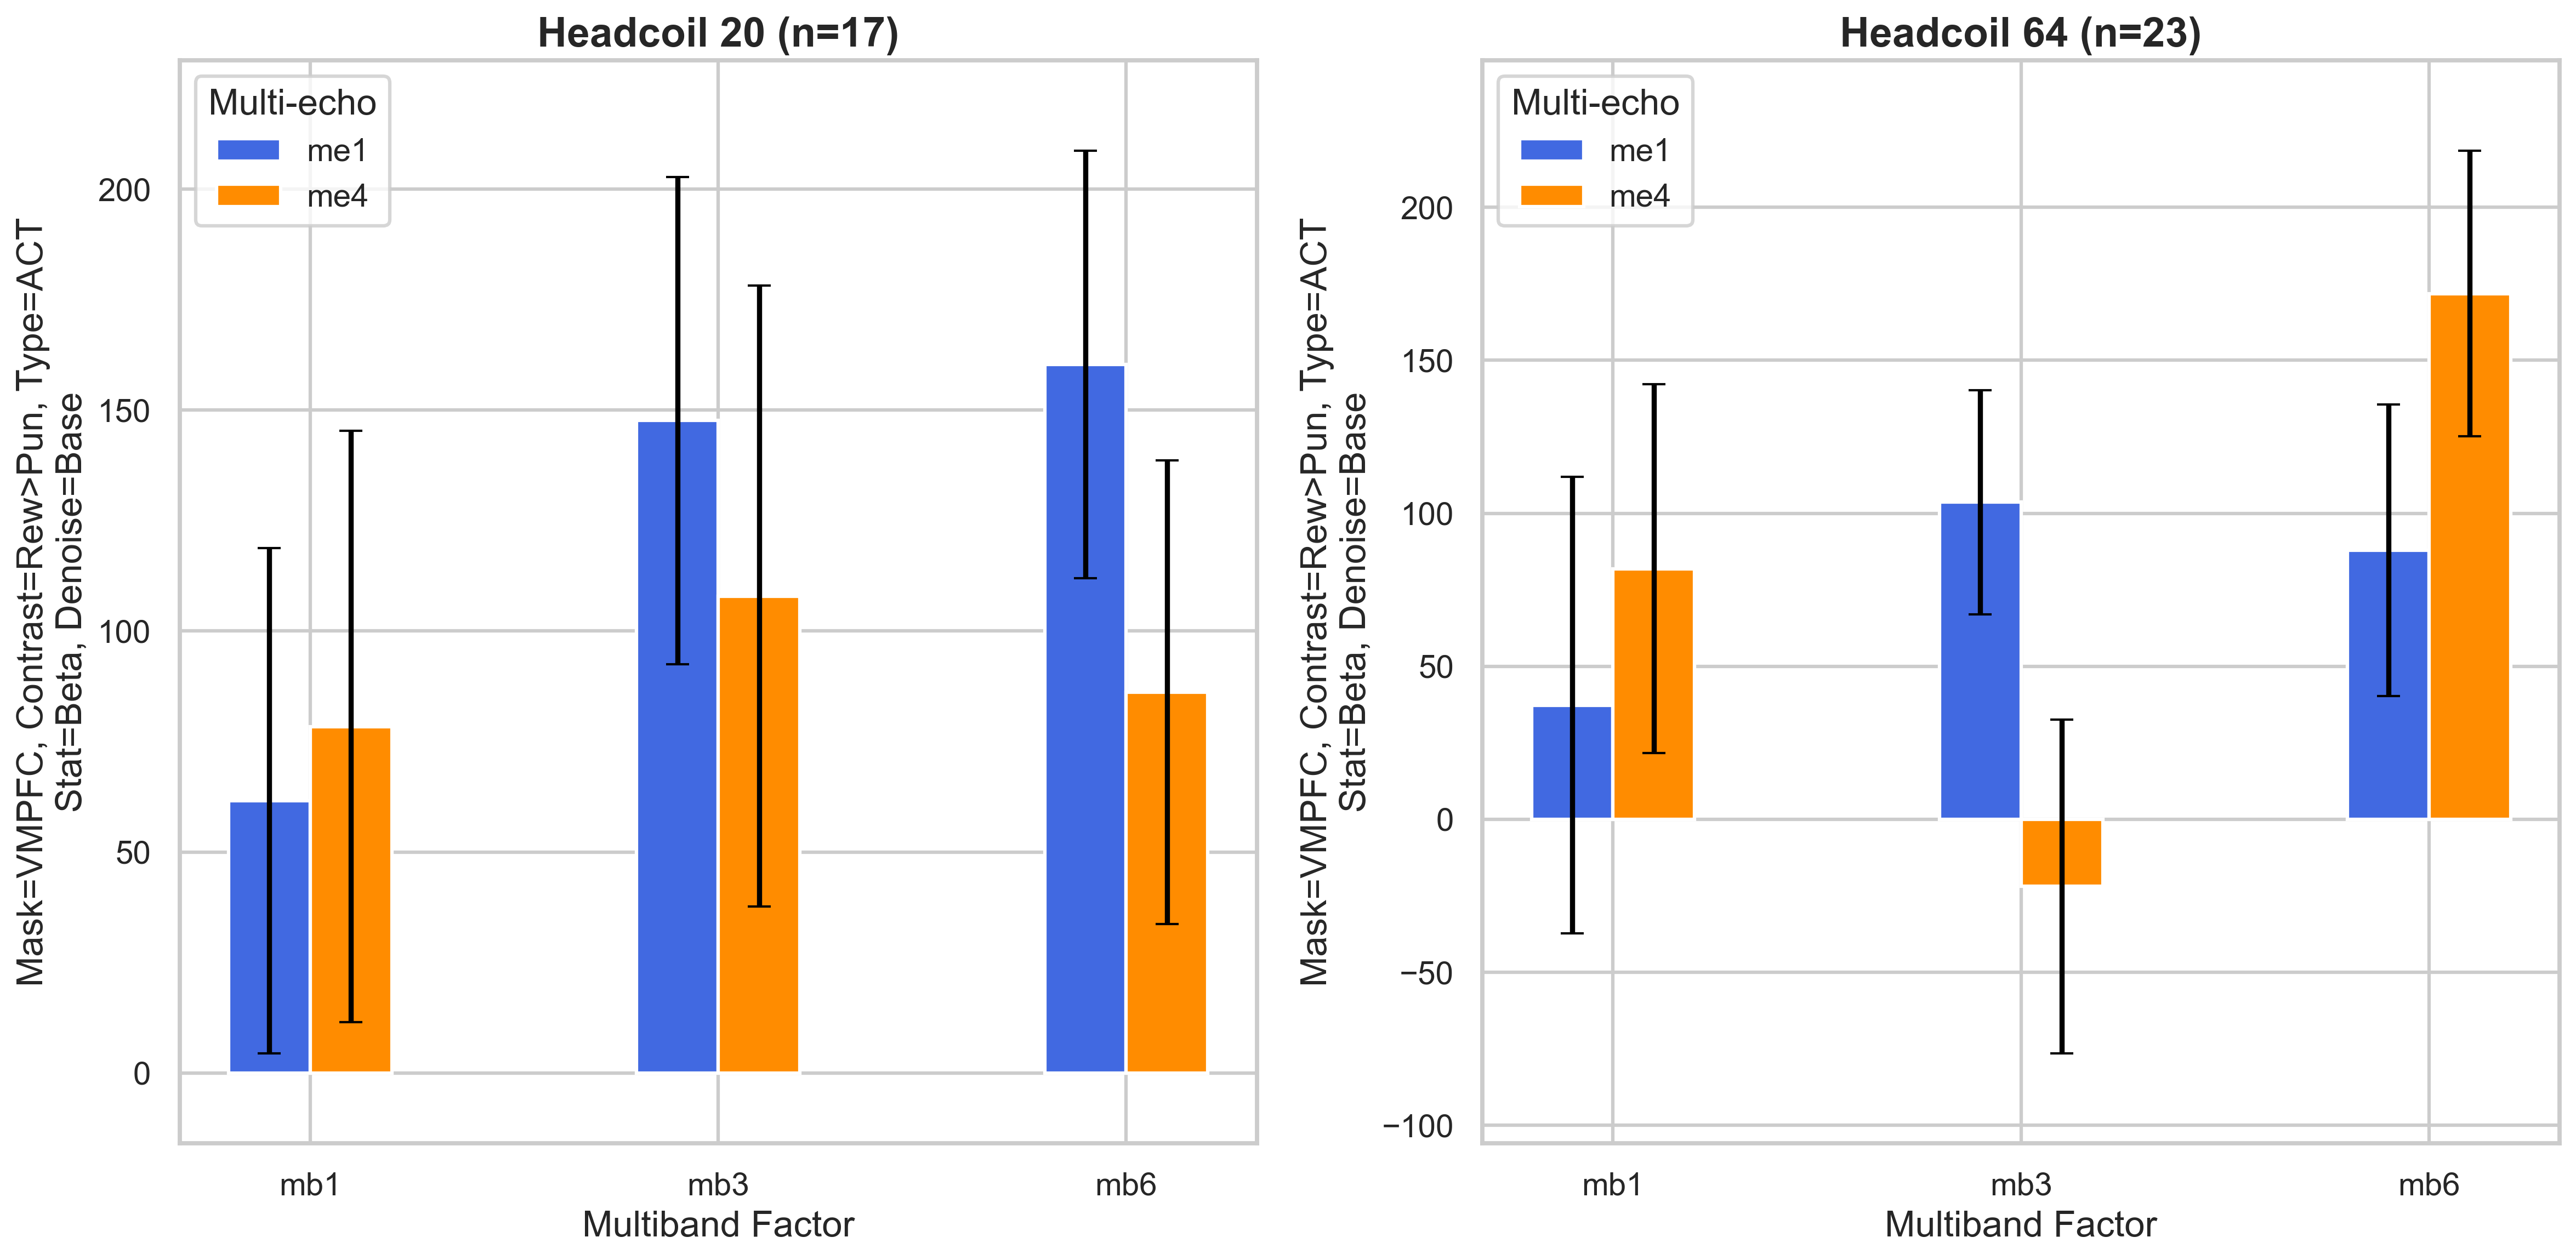 Headcoil 20 (n=17)
Multi-echo
me1
me4
200
150
100
50
0
Mask=VMPFC, Contrast=Rew>Pun, Type=ACT
Stat=Beta, Denoise=Base
mb1
mb3
mb6
Multiband Factor
Headcoil 64 (n=23)
Multi-echo
me1
me4
200
150
100
50
0
−50
−100
Mask=VMPFC, Contrast=Rew>Pun, Type=ACT
Stat=Beta, Denoise=Base
mb1
mb3
mb6
Multiband Factor